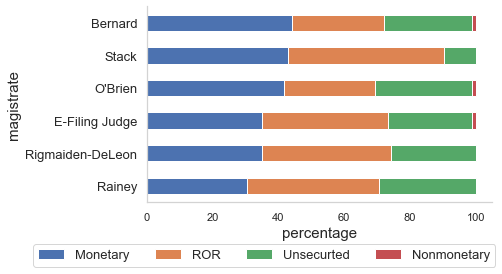 magistrate
Bernard
Stack
O'Brien
E-Filing Judge
Rigmaiden-DeLeon
Rainey
0 20 40 60 80 100
percentage
Monetary ROR Unsecurted Nonmonetary